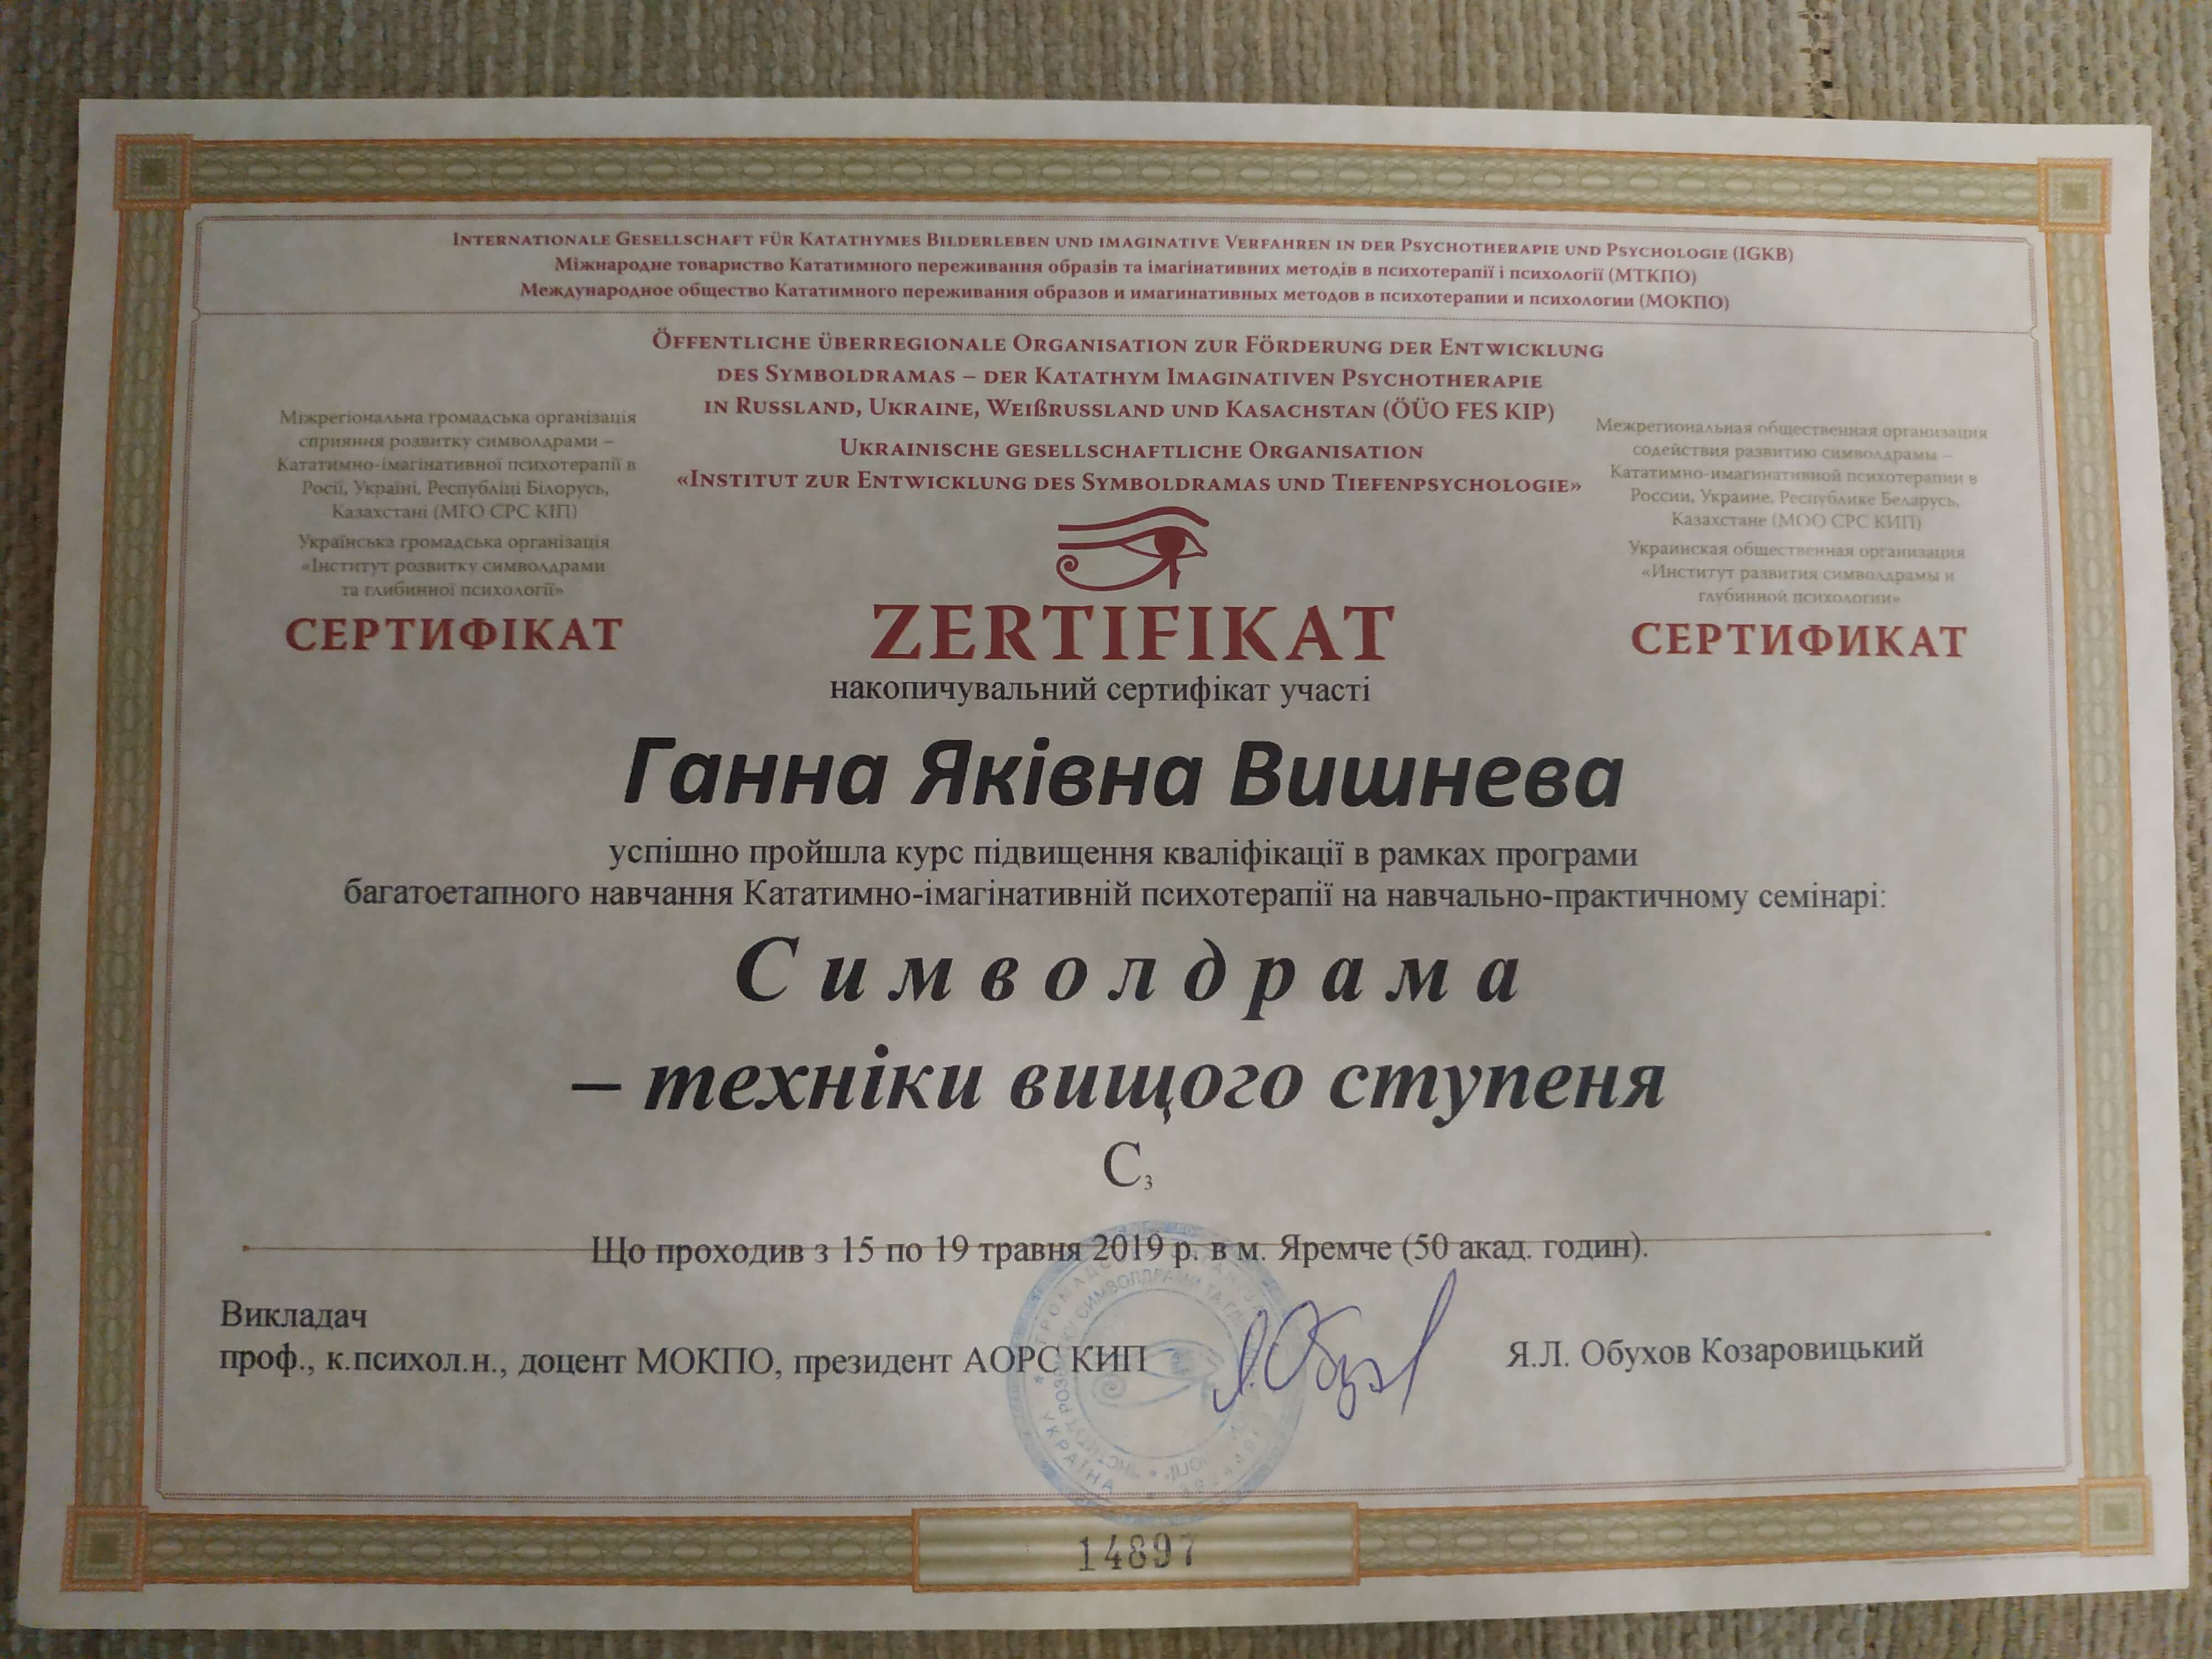 Internationale Gesellschaft für Katathymes Bilderleben und imaginative Verfahren in der Psychotherapie und Psychologie (IGKB)
Міжнародне товариство Кататимного переживання образів та імагінативних методів в психотерапії і психології (МТКПО)
Международное общество Кататимного переживания образов и имагинативных методов в психотерапии и психологии (МОКПО)
Öffentliche überregionale Organisation zur Förderung der Entwicklung
des Symboldramas – der Katathym Imaginativen Psychotherapie
in Russland, Ukraine, Weißrussland und Kasachstan (ÖÜO FES KIP)
Ukrainische gesellschaftliche Organisation
«Institut zur Entwicklung des Symboldramas und Tiefenpsychologie»
Міжрегіональна громадська організація
сприяння розвитку символдрами –
Кататимно-імагінативної психотерапії в
Росії, Україні, Республіці Білорусь,
Казахстані (МГО СРС КІП)
Українська громадська організація
«Інститут розвитку символдрами
та глибинної психології»
СЕРТИФІКАТ
Межрегиональная общественная организация
содействия развитию символдрамы –
Кататимно-имагинативной психотерапии в
России, Украине, Республике Беларусь,
Казахстане (МОО СРС КИП)
Украинская общественная организация
«Институт развития символдрамы и
глубинной психологии»
СЕРТИФИКАТ
ZERTIFIKAT
накопичувальний сертифікат участі
Ганна Яківна Вишнева
успішно пройшла курс підвищення кваліфікації в рамках програми
багатоетапного навчання Кататимно-імагінативній психотерапії на навчально-практичному семінарі:
Символдрама
– техніки вищого ступеня
С₃
Що проходив з 15 по 19 травня 2019 р. в м. Яремче (50 акад. годин).
Викладач
проф., к.психол.н., доцент МОКПО, президент АОРС КИП
Я.Л. Обухов Козаровицький
УКРАЇНА
14897